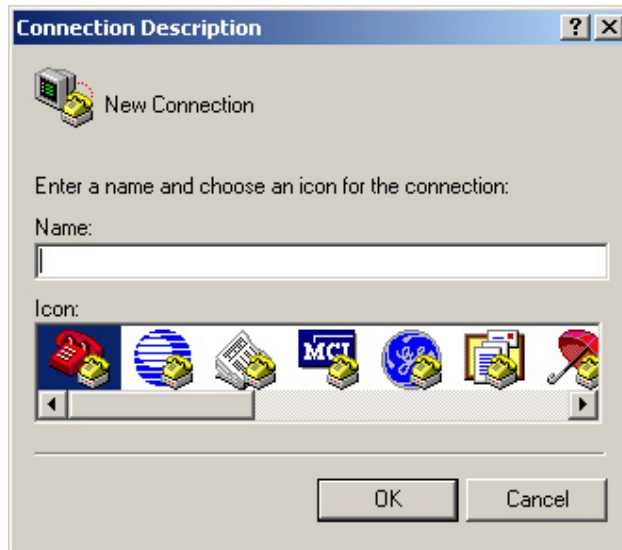 Connection Description
New Connection
Enter a name and choose an icon for the connection:
Name:
Icon:
MCI
OK
Cancel